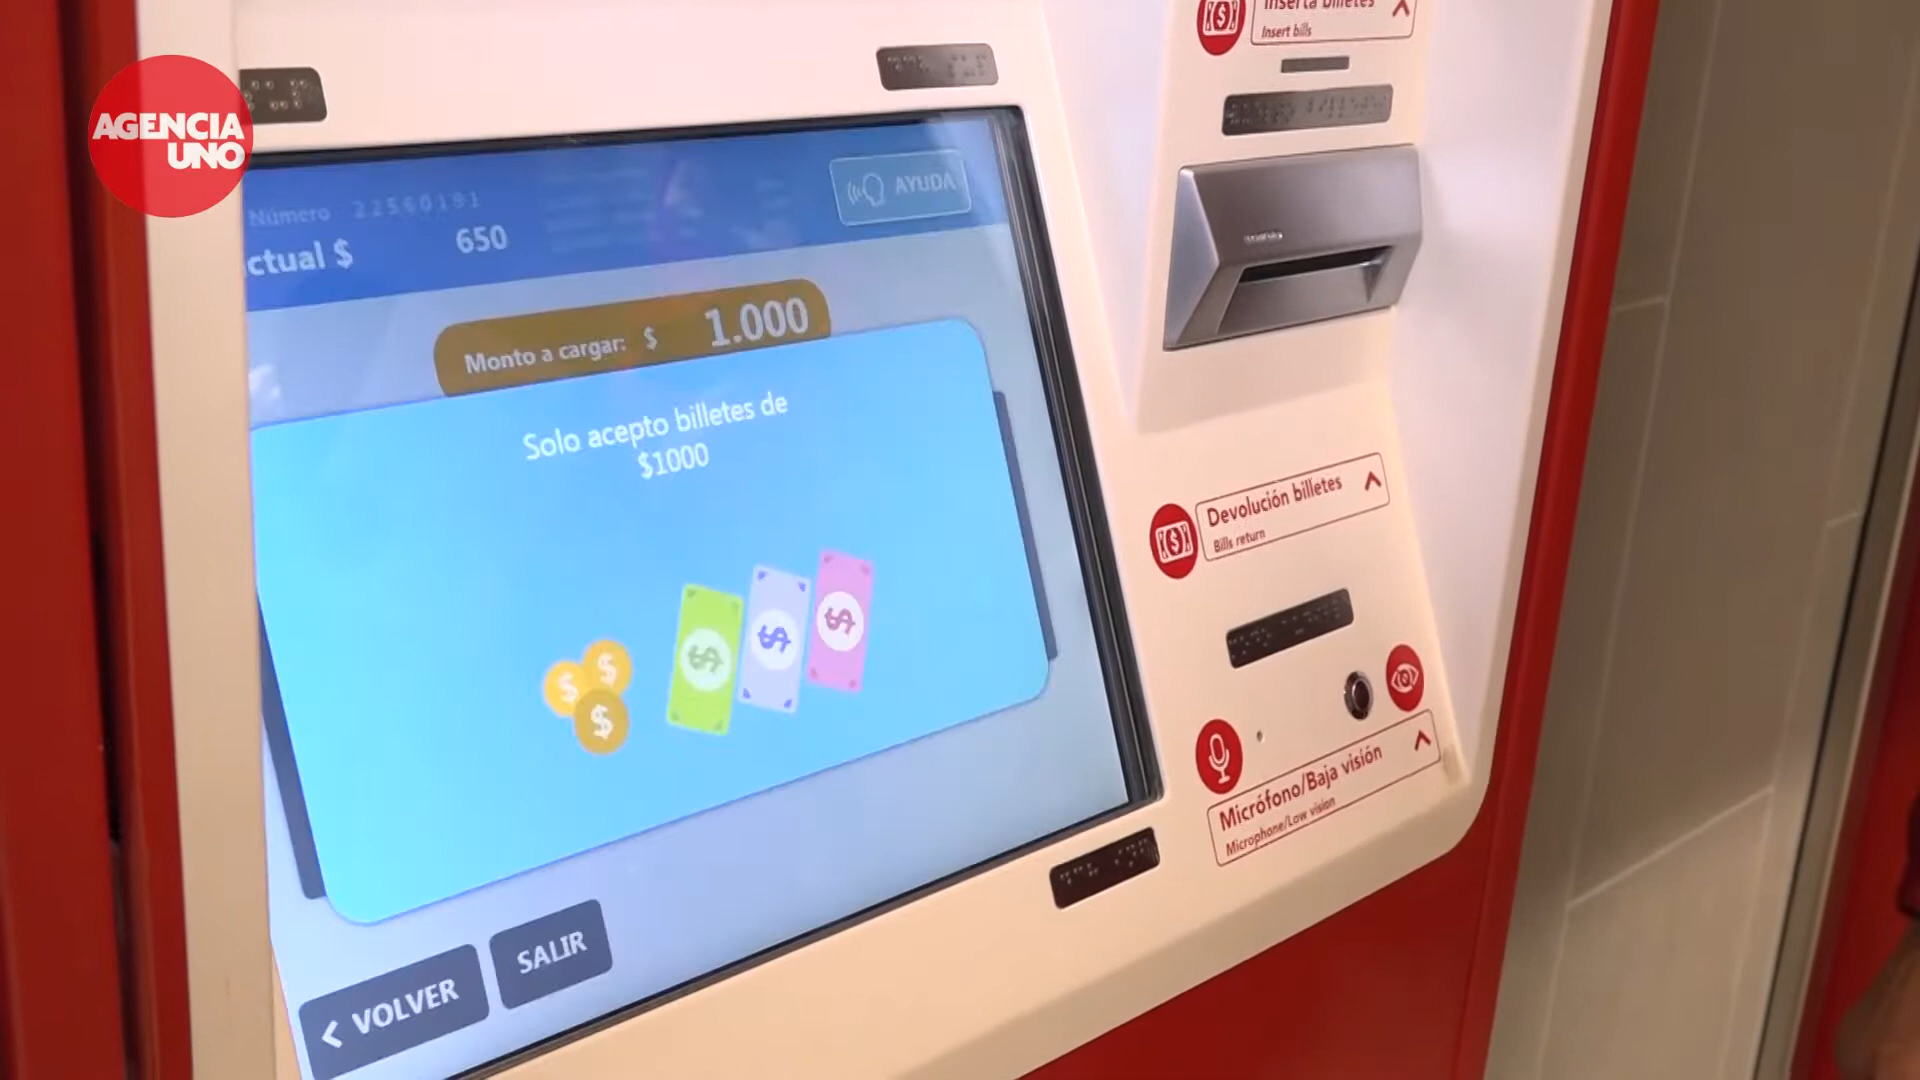 AGENCIA
UNO
Número 22560191
ctual $ 650
AYUDA
Monto a cargar: $ 1.000
Solo acepto billetes de
$1000
VOLVER
SALIR
Inserta billetes
Insert bills
Devolución billetes
Bills return
Micrófono/Baja visión
Microphone/Low vision